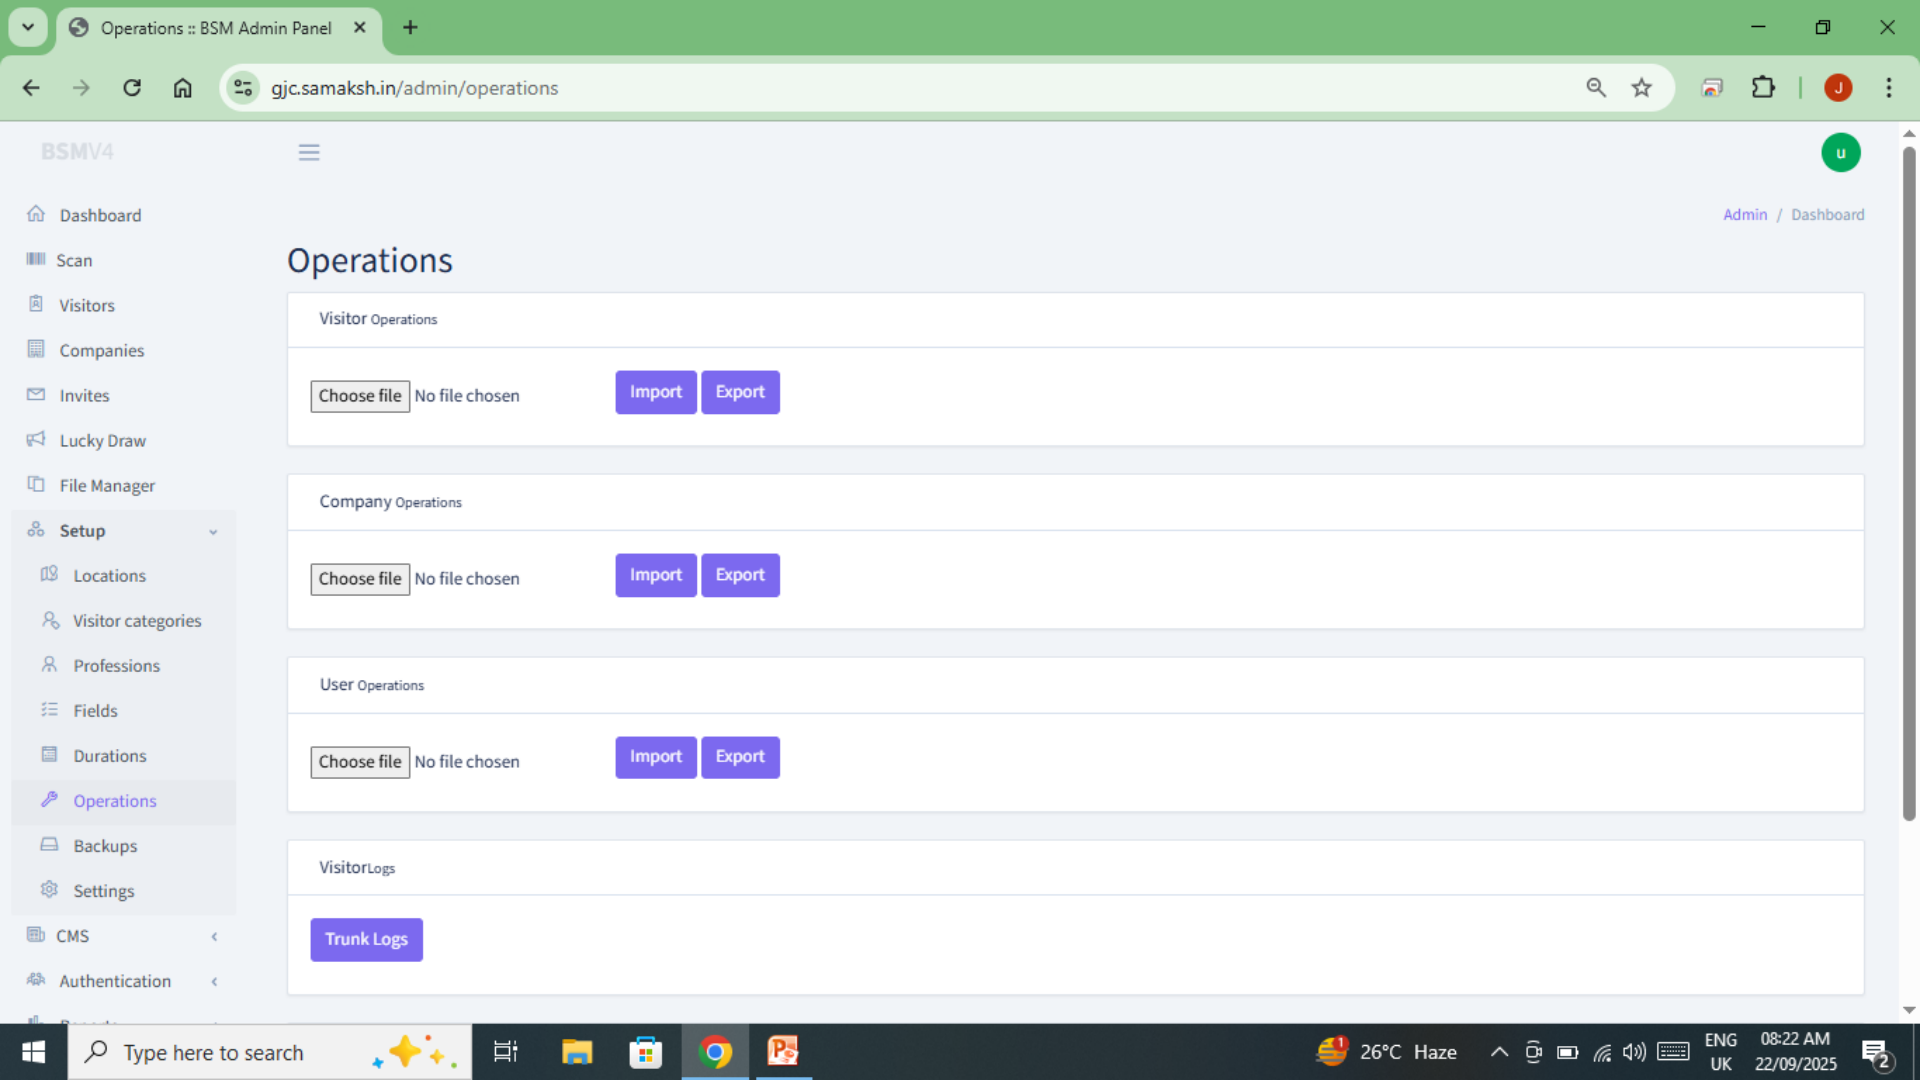 Operations :: BSM Admin Panel
gjc.samaksh.in/admin/operations
J
BSMV4
u
Dashboard
Admin / Dashboard
Scan
Operations
Visitors
Visitor Operations
Companies
Choose file No file chosen Import Export
Invites
Lucky Draw
File Manager
Company Operations
Setup
Choose file No file chosen Import Export
Locations
Visitor categories
Professions
User Operations
Fields
Durations
Choose file No file chosen Import Export
Operations
Backups
VisitorLogs
Settings
CMS
Trunk Logs
Authentication
Type here to search
1
26°C Haze
ENG
UK
08:22 AM
22/09/2025
2